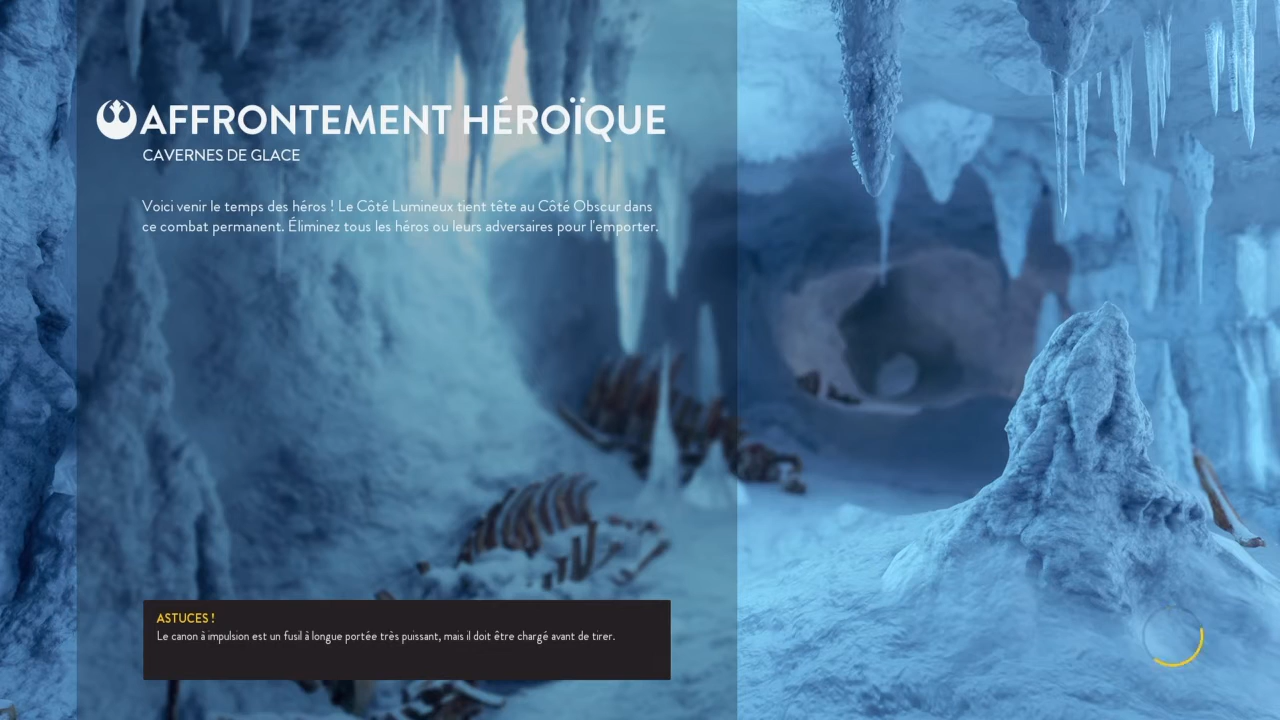 AFFRONTEMENT HÉROÏQUE
CAVERNES DE GLACE
Voici venir le temps des héros ! Le Côté Lumineux tient tête au Côté Obscur dans
ce combat permanent. Éliminez tous les héros ou leurs adversaires pour l'emporter.
ASTUCES !
Le canon à impulsion est un fusil à longue portée très puissant, mais il doit être chargé avant de tirer.